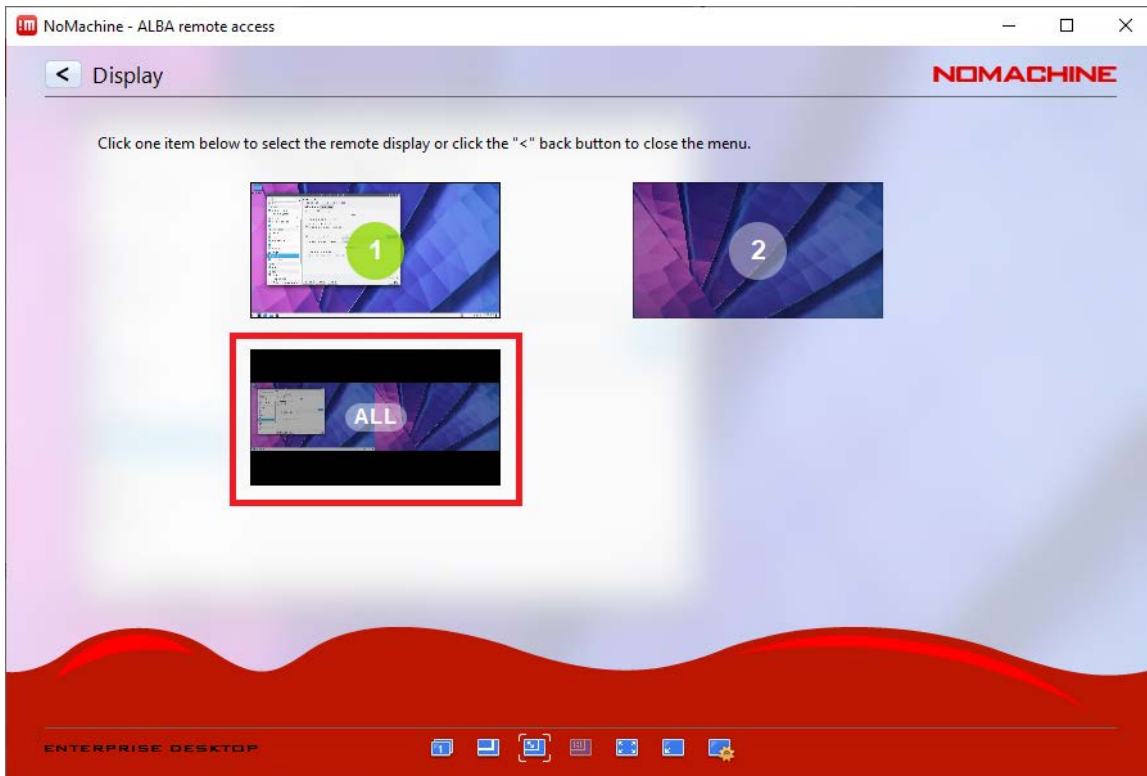 NoMachine - ALBA remote access
< Display
NOMACHINE
Click one item below to select the remote display or click the "<" back button to close the menu.
1
2
ALL
ENTERPRISE DESKTOP
1